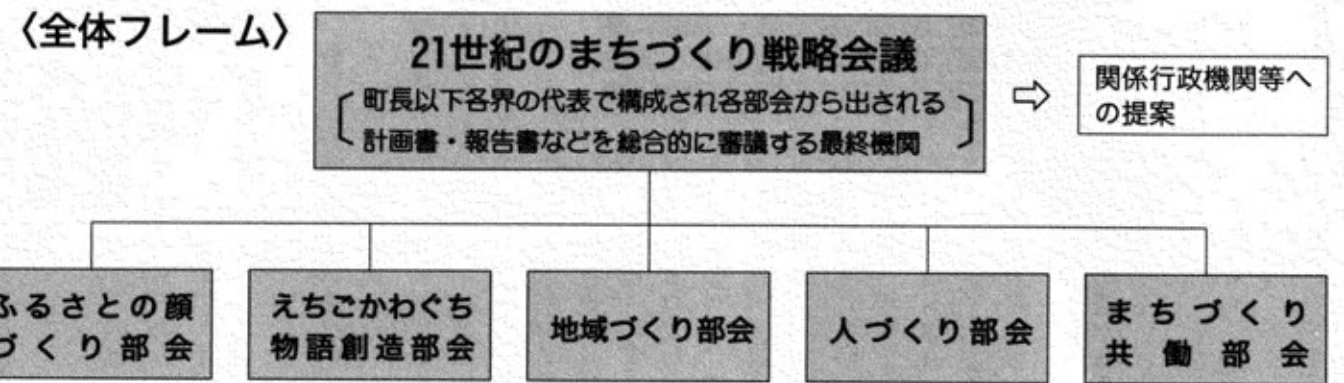 〈全体フレーム〉
21世紀のまちづくり戦略会議
町長以下各界の代表で構成され各部会から出される
計画書・報告書などを総合的に審議する最終機関
関係行政機関等へ
の提案
ふるさとの顔
づくり部会
えちごかわぐち
物語創造部会
地域づくり部会
人づくり部会
まちづくり
共働部会